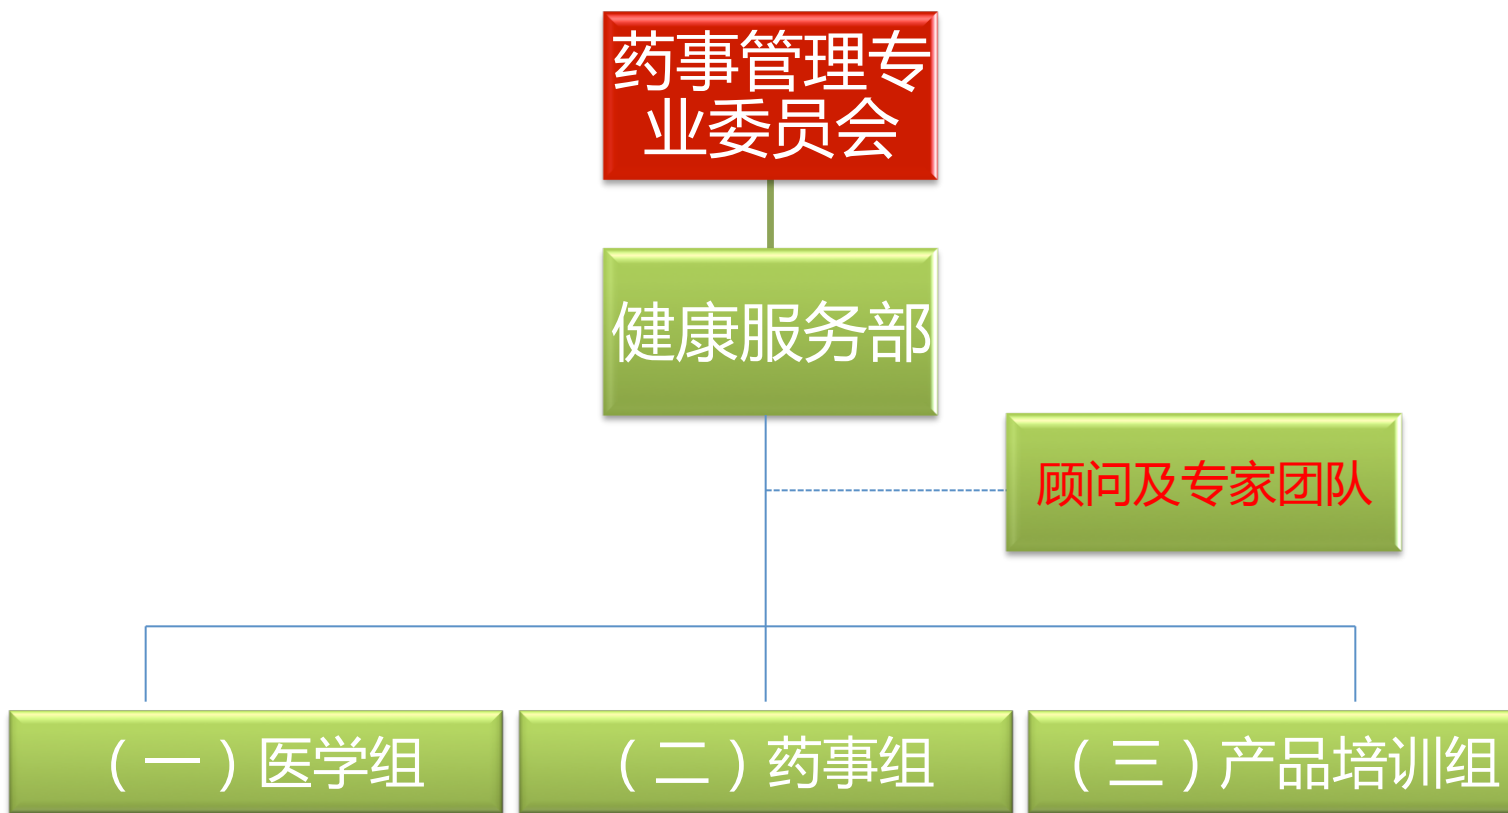 药事管理专
业委员会
健康服务部
顾问及专家团队
（一）医学组
（二）药事组
（三）产品培训组